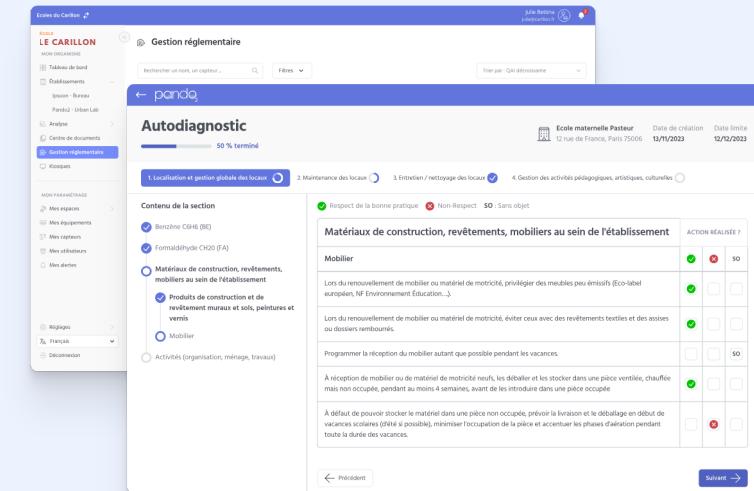 Ecoles du Carillon
Julie Betina
julie@carillon.fr
ÉCOLE
LE CARILLON
MON ORGANISME
Tableau de bord
Établissements
Ipsuoon - Bureau
Pando2 - Urban Lab
Analyse
Centre de documents
Gestion réglementaire
Kiosques
MON PARAMÉTRAGE
Mes espaces
Mes équipements
Mes capteurs
Mes utilisateurs
Mes alertes
Réglages
Français
Déconnexion
Gestion réglementaire
Rechercher un nom, un capteur...
Filtres
Trier par : QAI décroissante
pando2
Autodiagnostic
50 % terminé
Ecole maternelle Pasteur
12 rue de France, Paris 75006
Date de création
13/11/2023
Date limite
12/12/2023
1. Localisation et gestion globale des locaux
2. Maintenance des locaux
3. Entretien / nettoyage des locaux
4. Gestion des activités pédagogiques, artistiques, culturelles
Contenu de la section
Benzène C6H6 (BE)
Formaldéhyde CH20 (FA)
Matériaux de construction, revêtements,
mobiliers au sein de l'établissement
Produits de construction et de
revêtement muraux et sols, peintures et
vernis
Mobilier
Activités (organisation, ménage, travaux)
Respect de la bonne pratique
Non-Respect
SO : Sans objet
Matériaux de construction, revêtements, mobiliers au sein de l'établissement
ACTION RÉALISÉE ?
Mobilier
SO
Lors du renouvellement de mobilier ou matériel de motricité, privilégier des meubles peu émissifs (Eco-label
européen, NF Environnement Éducation...).
Lors du renouvellement de mobilier ou matériel de motricité, éviter ceux avec des revêtements textiles et des assises
ou dossiers rembourrés.
Programmer la réception du mobilier autant que possible pendant les vacances.
SO
À réception de mobilier ou de matériel de motricité neufs, les déballer et les stocker dans une pièce ventilée, chauffée
mais non occupée, pendant au moins 4 semaines, avant de les introduire dans une pièce occupée
À défaut de pouvoir stocker le matériel dans une pièce non occupée, prévoir la livraison et le déballage en début de
vacances scolaires (d'été si possible), minimiser l'occupation de la pièce et accentuer les phases d'aération pendant
toute la durée des vacances.
Précédent
Suivant